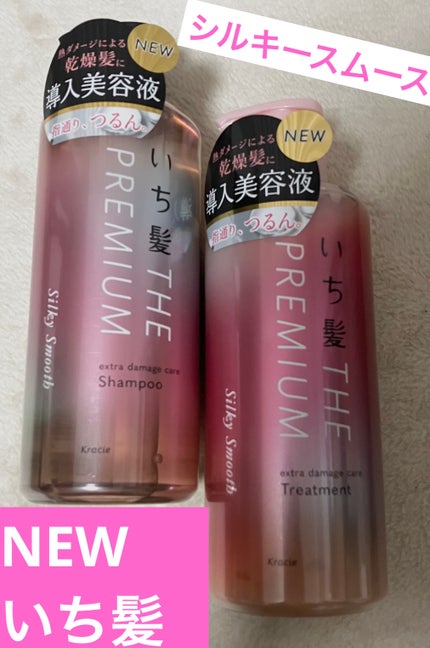 シルキースムース
熱ダメージによる
乾燥髪に
NEW
導入美容液
指通り、つるん。
いち髪
THE
PREMIUM
Silky Smooth
extra damage care
Shampoo
Kracie
熱ダメージによる
乾燥髪に
NEW
導入美容液
指通り、つるん。
いち髪
THE
PREMIUM
Silky Smooth
extra damage care
Treatment
Kracie
NEW
いち髪